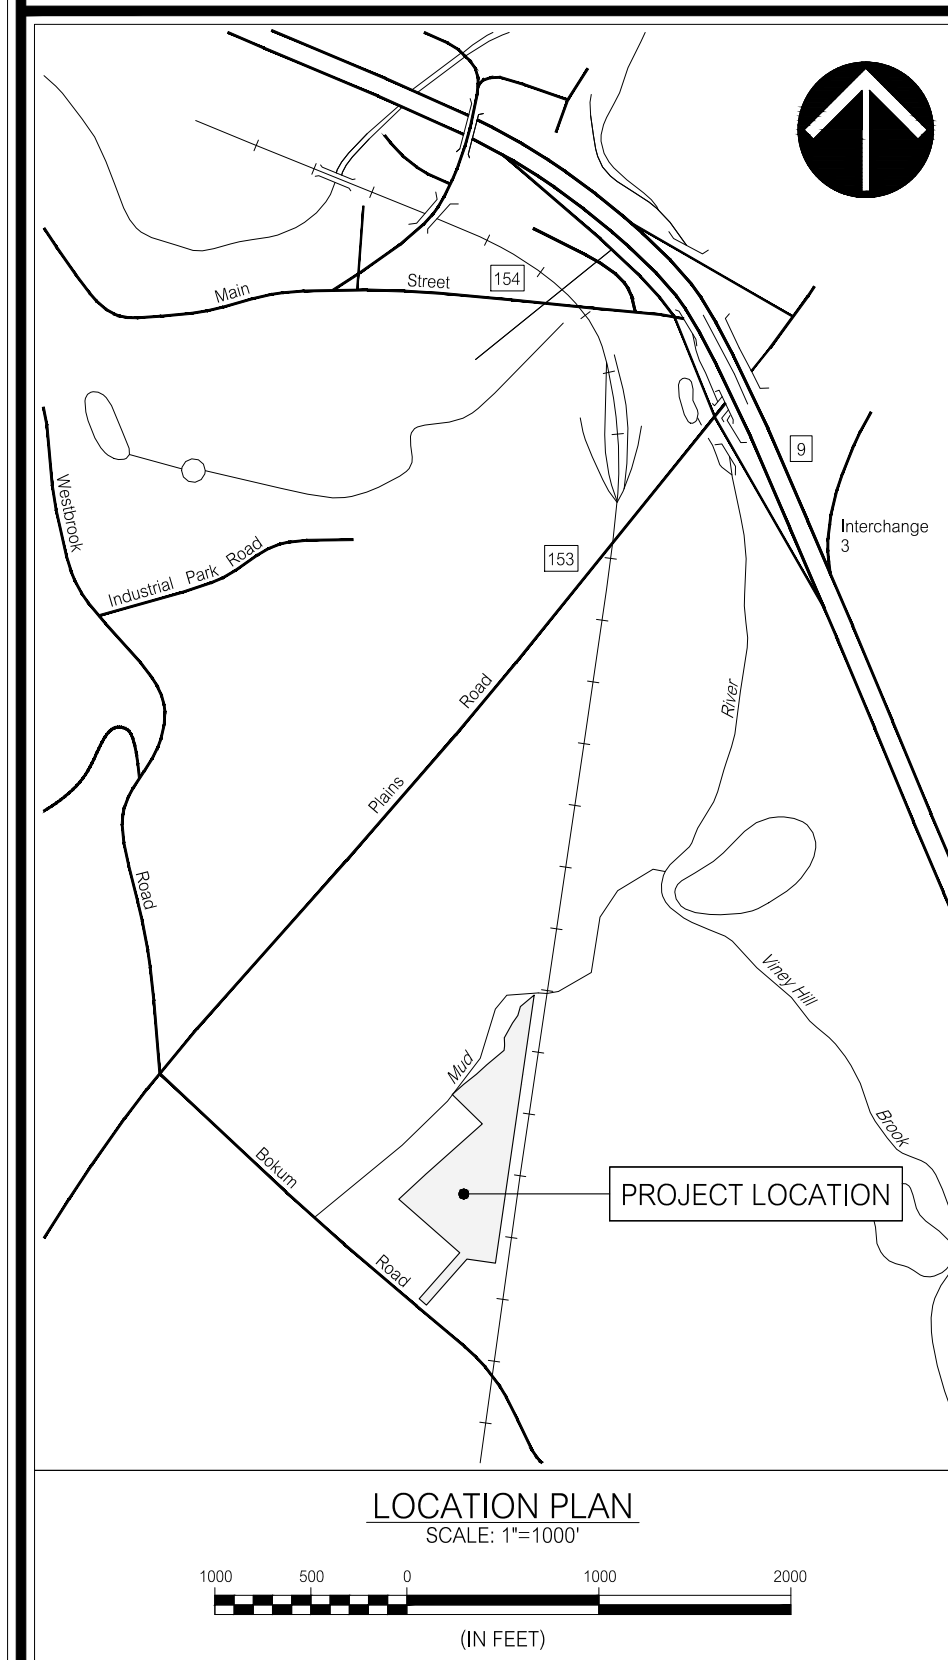 Main
Street
154
9
Westbrook
Interchange
3
Industrial Park Road
153
Road
River
Plains
Road
Viney Hill
Mud
Brook
Bokum
PROJECT LOCATION
Road
LOCATION PLAN
SCALE: 1"=1000'
1000 500 0 1000 2000
(IN FEET)